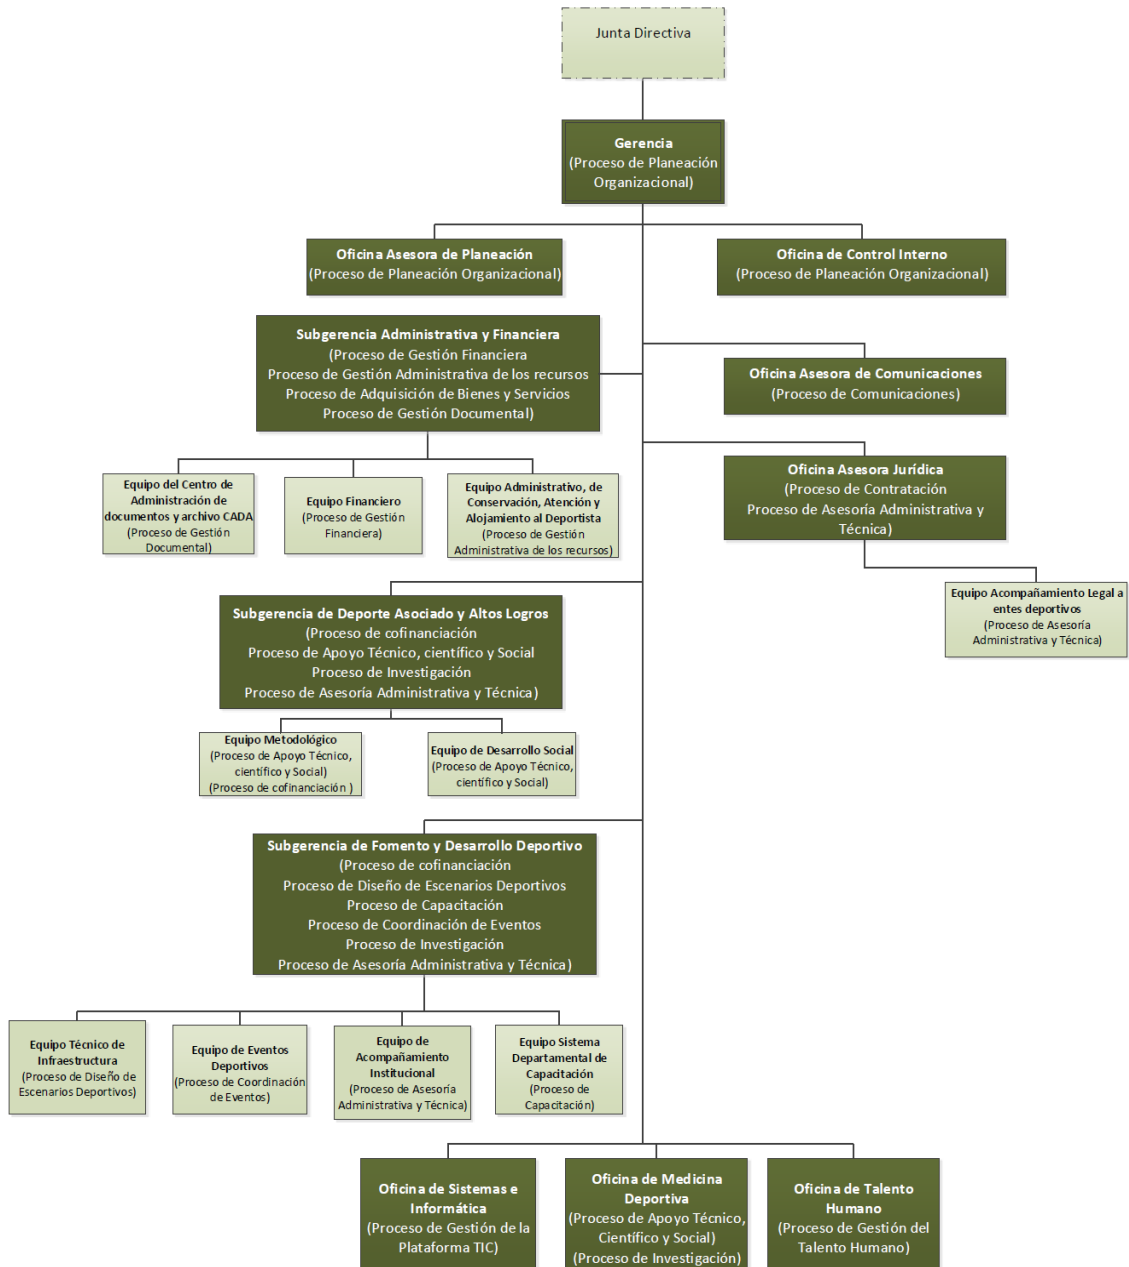 Junta Directiva
Gerencia
(Proceso de Planeación
Organizacional)
Oficina Asesora de Planeación
(Proceso de Planeación Organizacional)
Oficina de Control Interno
(Proceso de Planeación Organizacional)
Subgerencia Administrativa y Financiera
(Proceso de Gestión Financiera
Proceso de Gestión Administrativa de los recursos
Proceso de Adquisición de Bienes y Servicios
Proceso de Gestión Documental)
Oficina Asesora de Comunicaciones
(Proceso de Comunicaciones)
Oficina Asesora Jurídica
(Proceso de Contratación
Proceso de Asesoría Administrativa y
Técnica)
Equipo del Centro de
Administración de
documentos y archivo CADA
(Proceso de Gestión
Documental)
Equipo Financiero
(Proceso de Gestión
Financiera)
Equipo Administrativo, de
Conservación, Atención y
Alojamiento al Deportista
(Proceso de Gestión
Administrativa de los recursos)
Equipo Acompañamiento Legal a
entes deportivos
(Proceso de Asesoría
Administrativa y Técnica)
Subgerencia de Deporte Asociado y Altos Logros
(Proceso de cofinanciación
Proceso de Apoyo Técnico, científico y Social
Proceso de Investigación
Proceso de Asesoría Administrativa y Técnica)
Equipo Metodológico
(Proceso de Apoyo Técnico,
científico y Social)
(Proceso de cofinanciación )
Equipo de Desarrollo Social
(Proceso de Apoyo Técnico,
científico y Social)
Subgerencia de Fomento y Desarrollo Deportivo
(Proceso de cofinanciación
Proceso de Diseño de Escenarios Deportivos
Proceso de Capacitación
Proceso de Coordinación de Eventos
Proceso de Investigación
Proceso de Asesoría Administrativa y Técnica)
Equipo Técnico de
Infraestructura
(Proceso de Diseño de
Escenarios Deportivos)
Equipo de Eventos
Deportivos
(Proceso de Coordinación
de Eventos)
Equipo de
Acompañamiento
Institucional
(Proceso de Asesoría
Administrativa y Técnica)
Equipo Sistema
Departamental de
Capacitación
(Proceso de
Capacitación)
Oficina de Sistemas e
Informática
(Proceso de Gestión de la
Plataforma TIC)
Oficina de Medicina
Deportiva
(Proceso de Apoyo Técnico,
Científico y Social)
(Proceso de Investigación)
Oficina de Talento
Humano
(Proceso de Gestión del
Talento Humano)